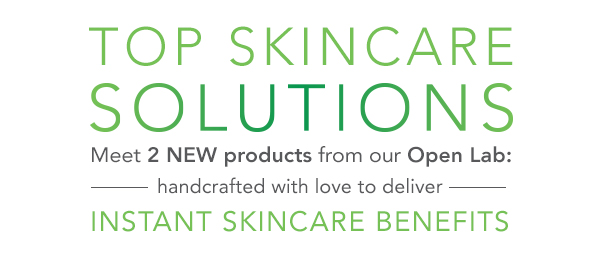 TOP SKINCARE
SOLUTIONS
Meet 2 NEW products from our Open Lab:
handcrafted with love to deliver
INSTANT SKINCARE BENEFITS